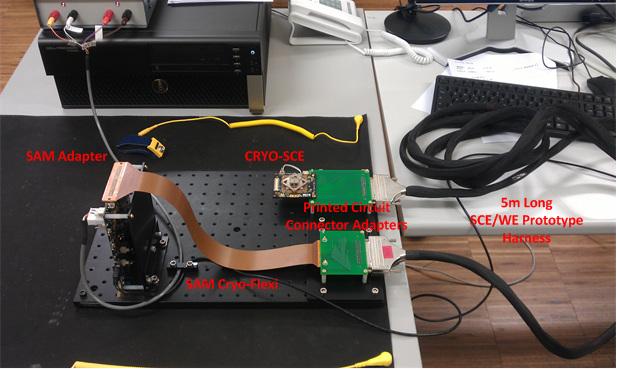 SAM Adapter
CRYO-SCE
Printed Circuit
Connector Adapters
5m Long
SCE/WE Prototype
Harness
SAM Cryo-Flexi